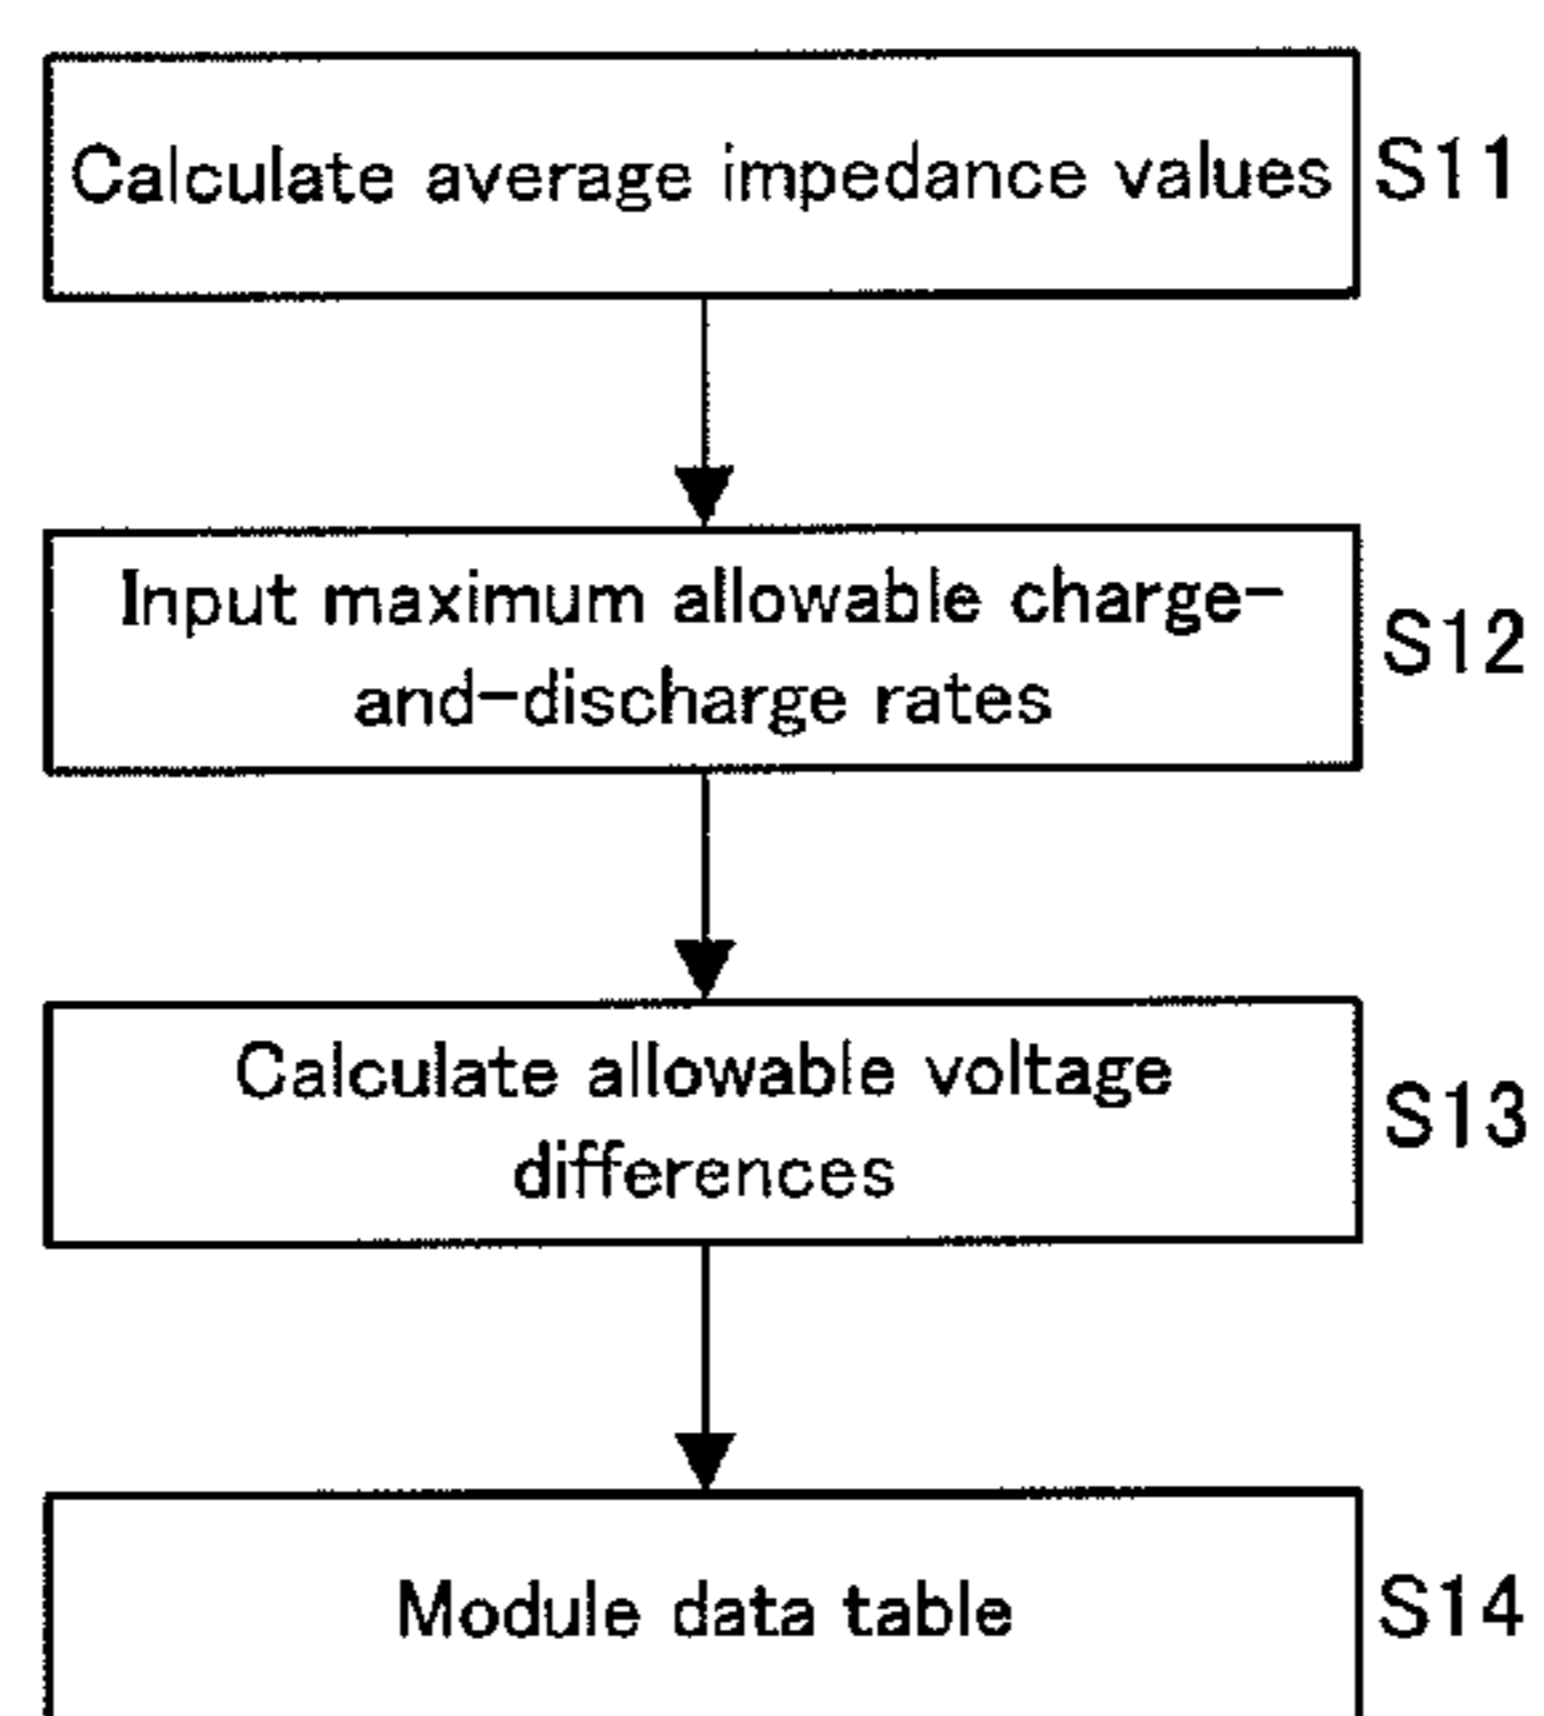 Calculate average impedance values S11
Input maximum allowable charge-
and-discharge rates
S12
Calculate allowable voltage
differences
S13
Module data table S14